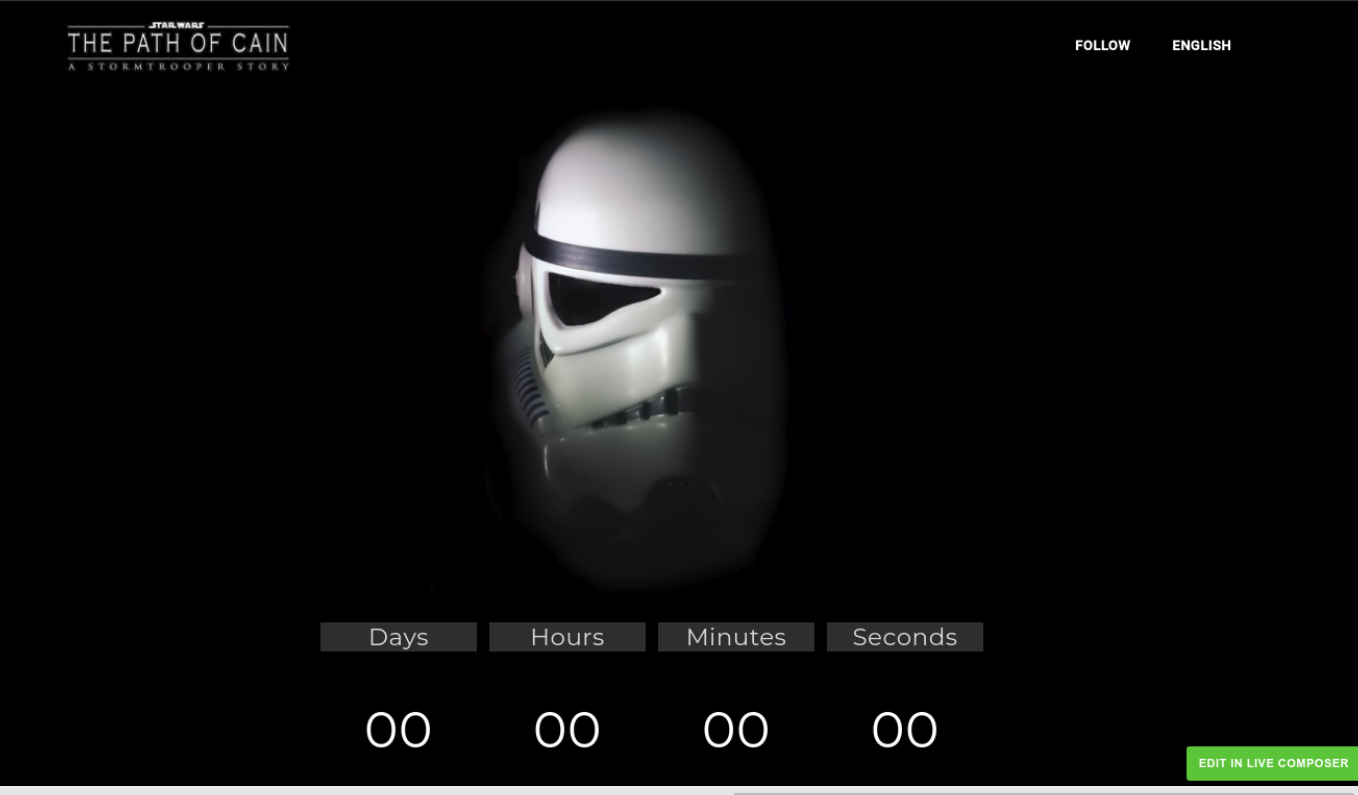 STAR WARS
THE PATH OF CAIN
A STORMTROOPER STORY
FOLLOW ENGLISH
Days Hours Minutes Seconds
00 00 00 00
EDIT IN LIVE COMPOSER